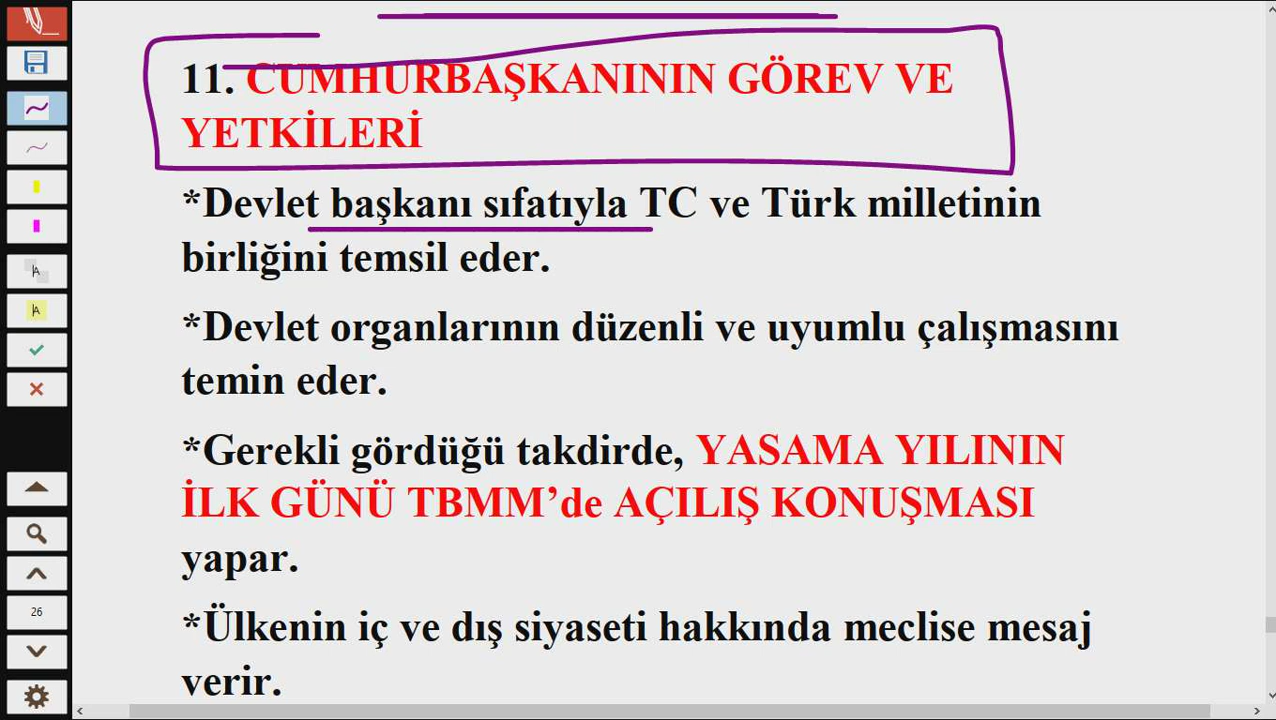 11. CUMHURBAŞKANININ GÖREV VE
YETKİLERİ
*Devlet başkanı sıfatıyla TC ve Türk milletinin
birliğini temsil eder.
*Devlet organlarının düzenli ve uyumlu çalışmasını
temin eder.
*Gerekli gördüğü takdirde, YASAMA YILININ
İLK GÜNÜ TBMM’de AÇILIŞ KONUŞMASI
yapar.
*Ülkenin iç ve dış siyaseti hakkında meclise mesaj
verir.
A
A
26